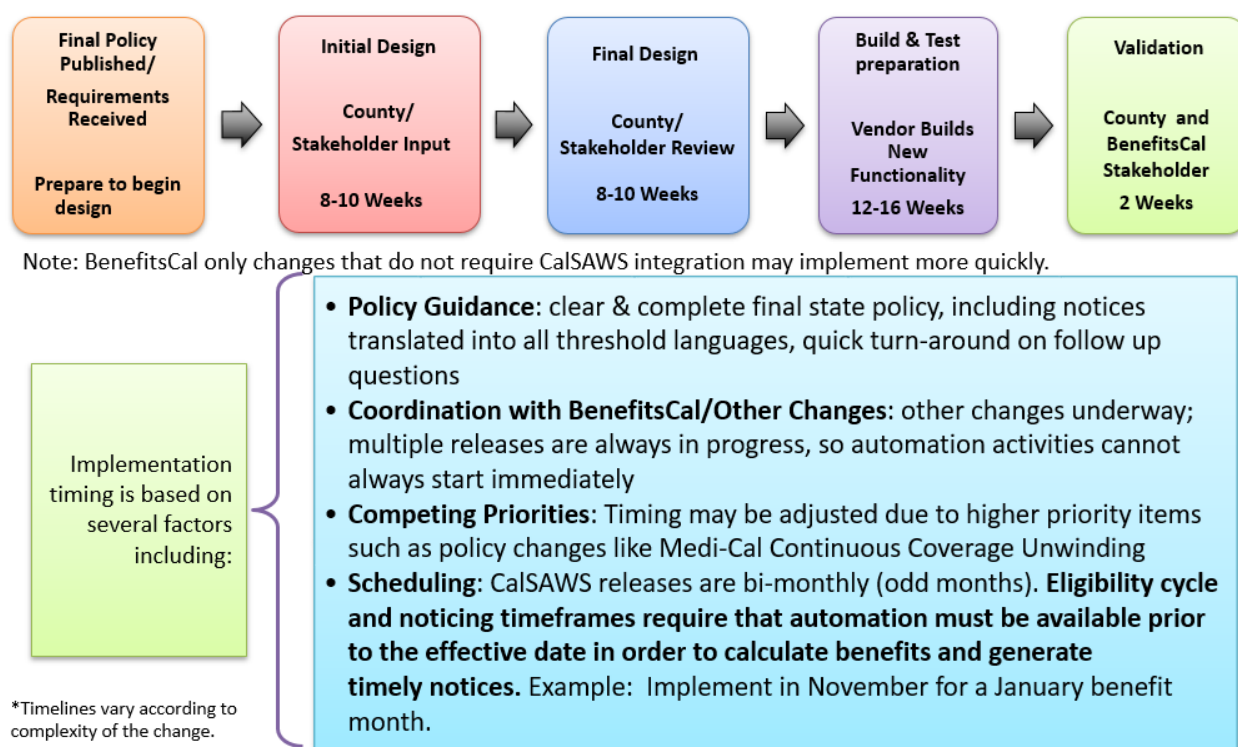 Final Policy
Published/
Requirements
Received
Prepare to begin
design
Initial Design
County/
Stakeholder Input
8-10 Weeks
Final Design
County/
Stakeholder Review
8-10 Weeks
Build & Test
preparation
Vendor Builds
New
Functionality
12-16 Weeks
Validation
County and
BenefitsCal
Stakeholder
2 Weeks
Note: BenefitsCal only changes that do not require CalSAWS integration may implement more quickly.
Implementation
timing is based on
several factors
including:
• Policy Guidance: clear & complete final state policy, including notices
translated into all threshold languages, quick turn-around on follow up
questions
• Coordination with BenefitsCal/Other Changes: other changes underway;
multiple releases are always in progress, so automation activities cannot
always start immediately
• Competing Priorities: Timing may be adjusted due to higher priority items
such as policy changes like Medi-Cal Continuous Coverage Unwinding
• Scheduling: CalSAWS releases are bi-monthly (odd months). Eligibility cycle
and noticing timeframes require that automation must be available prior
to the effective date in order to calculate benefits and generate
timely notices. Example: Implement in November for a January benefit
month.
*Timelines vary according to
complexity of the change.